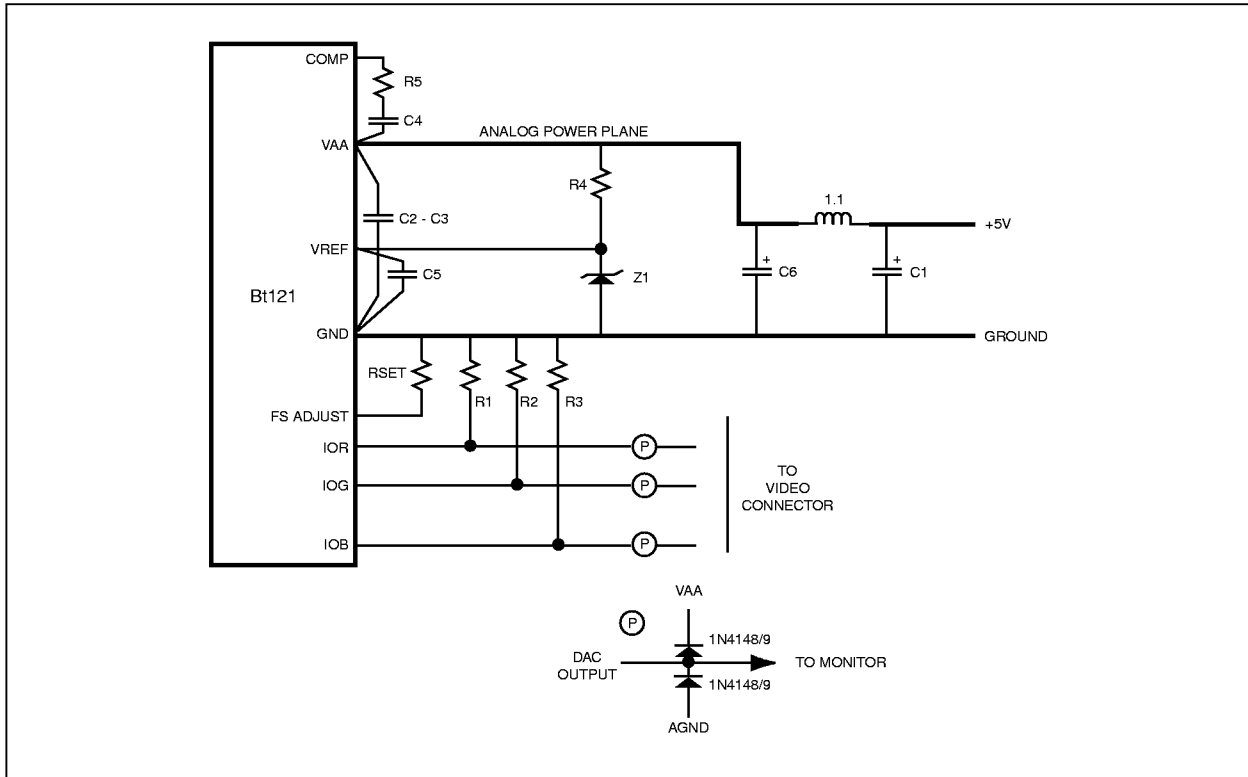 COMP
R5
C4
ANALOG POWER PLANE
VAA
R4
1.1
C2 - C3
+5V
+
+
VREF
C5
Z1
C6
C1
Bt121
GND
GROUND
RSET
R1
R2
R3
FS ADJUST
IOR
P
TO
VIDEO
CONNECTOR
IOG
P
IOB
P
VAA
P
1N4148/9
DAC
OUTPUT
TO MONITOR
1N4148/9
AGND